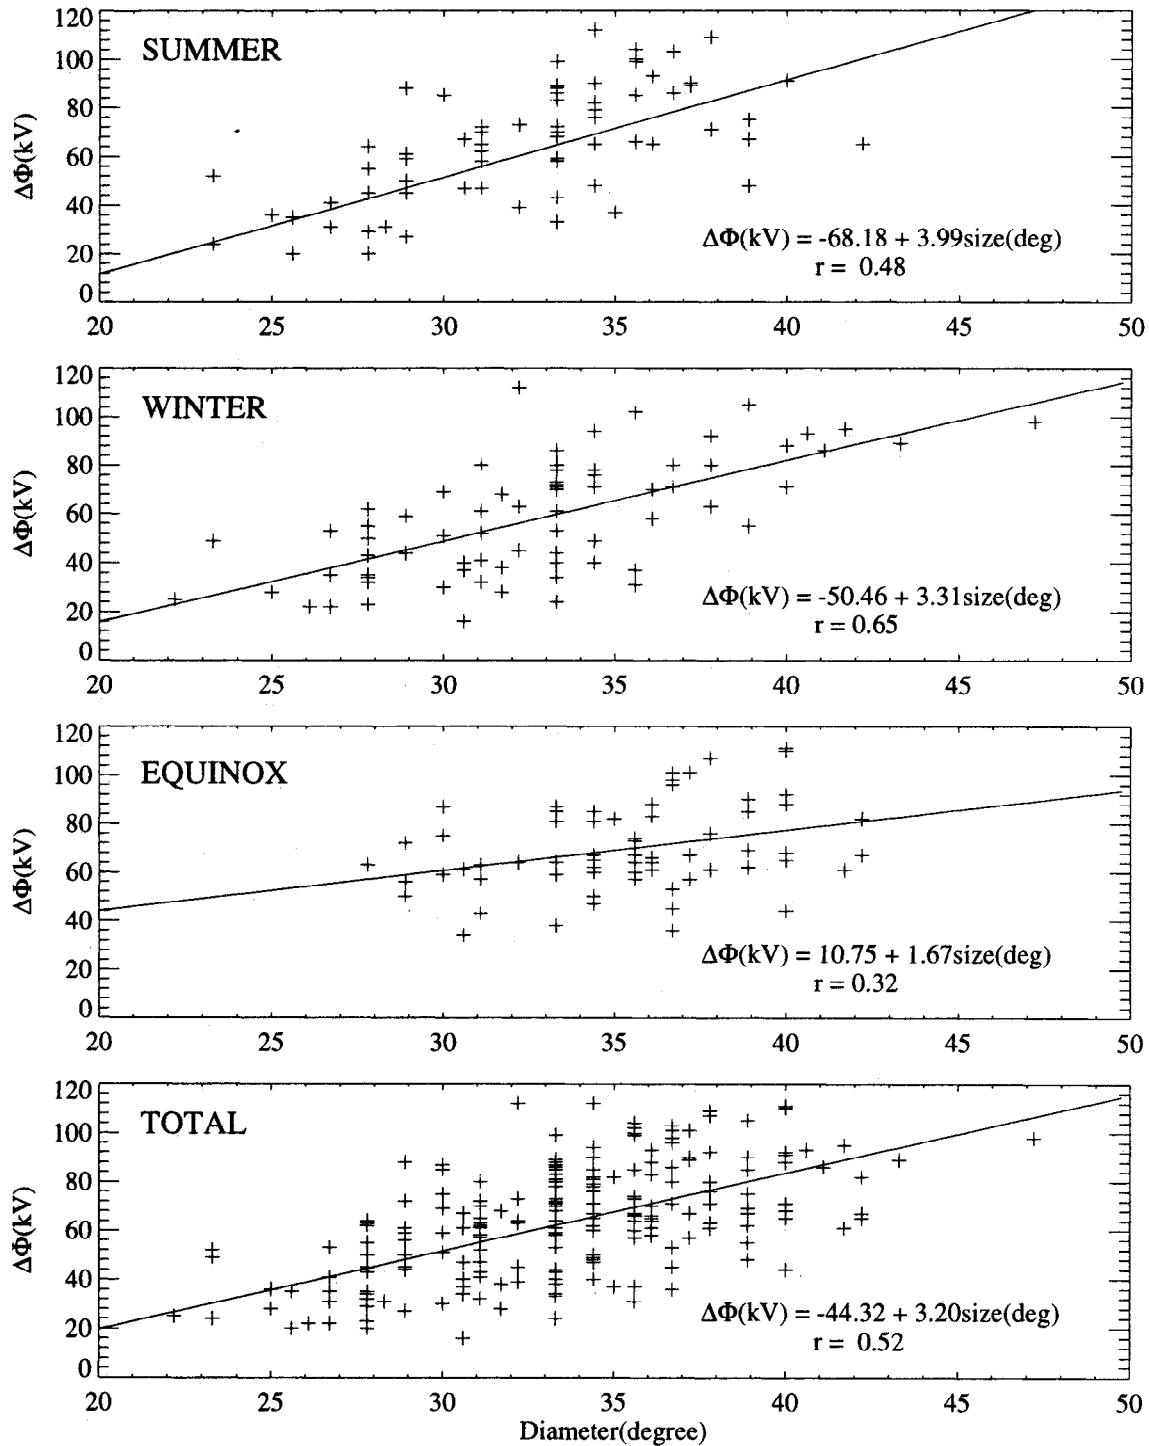 120
100
80
60
40
20
0
ΔΦ(kV)
SUMMER
ΔΦ(kV) = -68.18 + 3.99size(deg)
r = 0.48
20 25 30 35 40 45 50
120
100
80
60
40
20
0
ΔΦ(kV)
WINTER
ΔΦ(kV) = -50.46 + 3.31size(deg)
r = 0.65
20 25 30 35 40 45 50
120
100
80
60
40
20
0
ΔΦ(kV)
EQUINOX
ΔΦ(kV) = 10.75 + 1.67size(deg)
r = 0.32
20 25 30 35 40 45 50
120
100
80
60
40
20
0
ΔΦ(kV)
TOTAL
ΔΦ(kV) = -44.32 + 3.20size(deg)
r = 0.52
20 25 30 35 40 45 50
Diameter(degree)